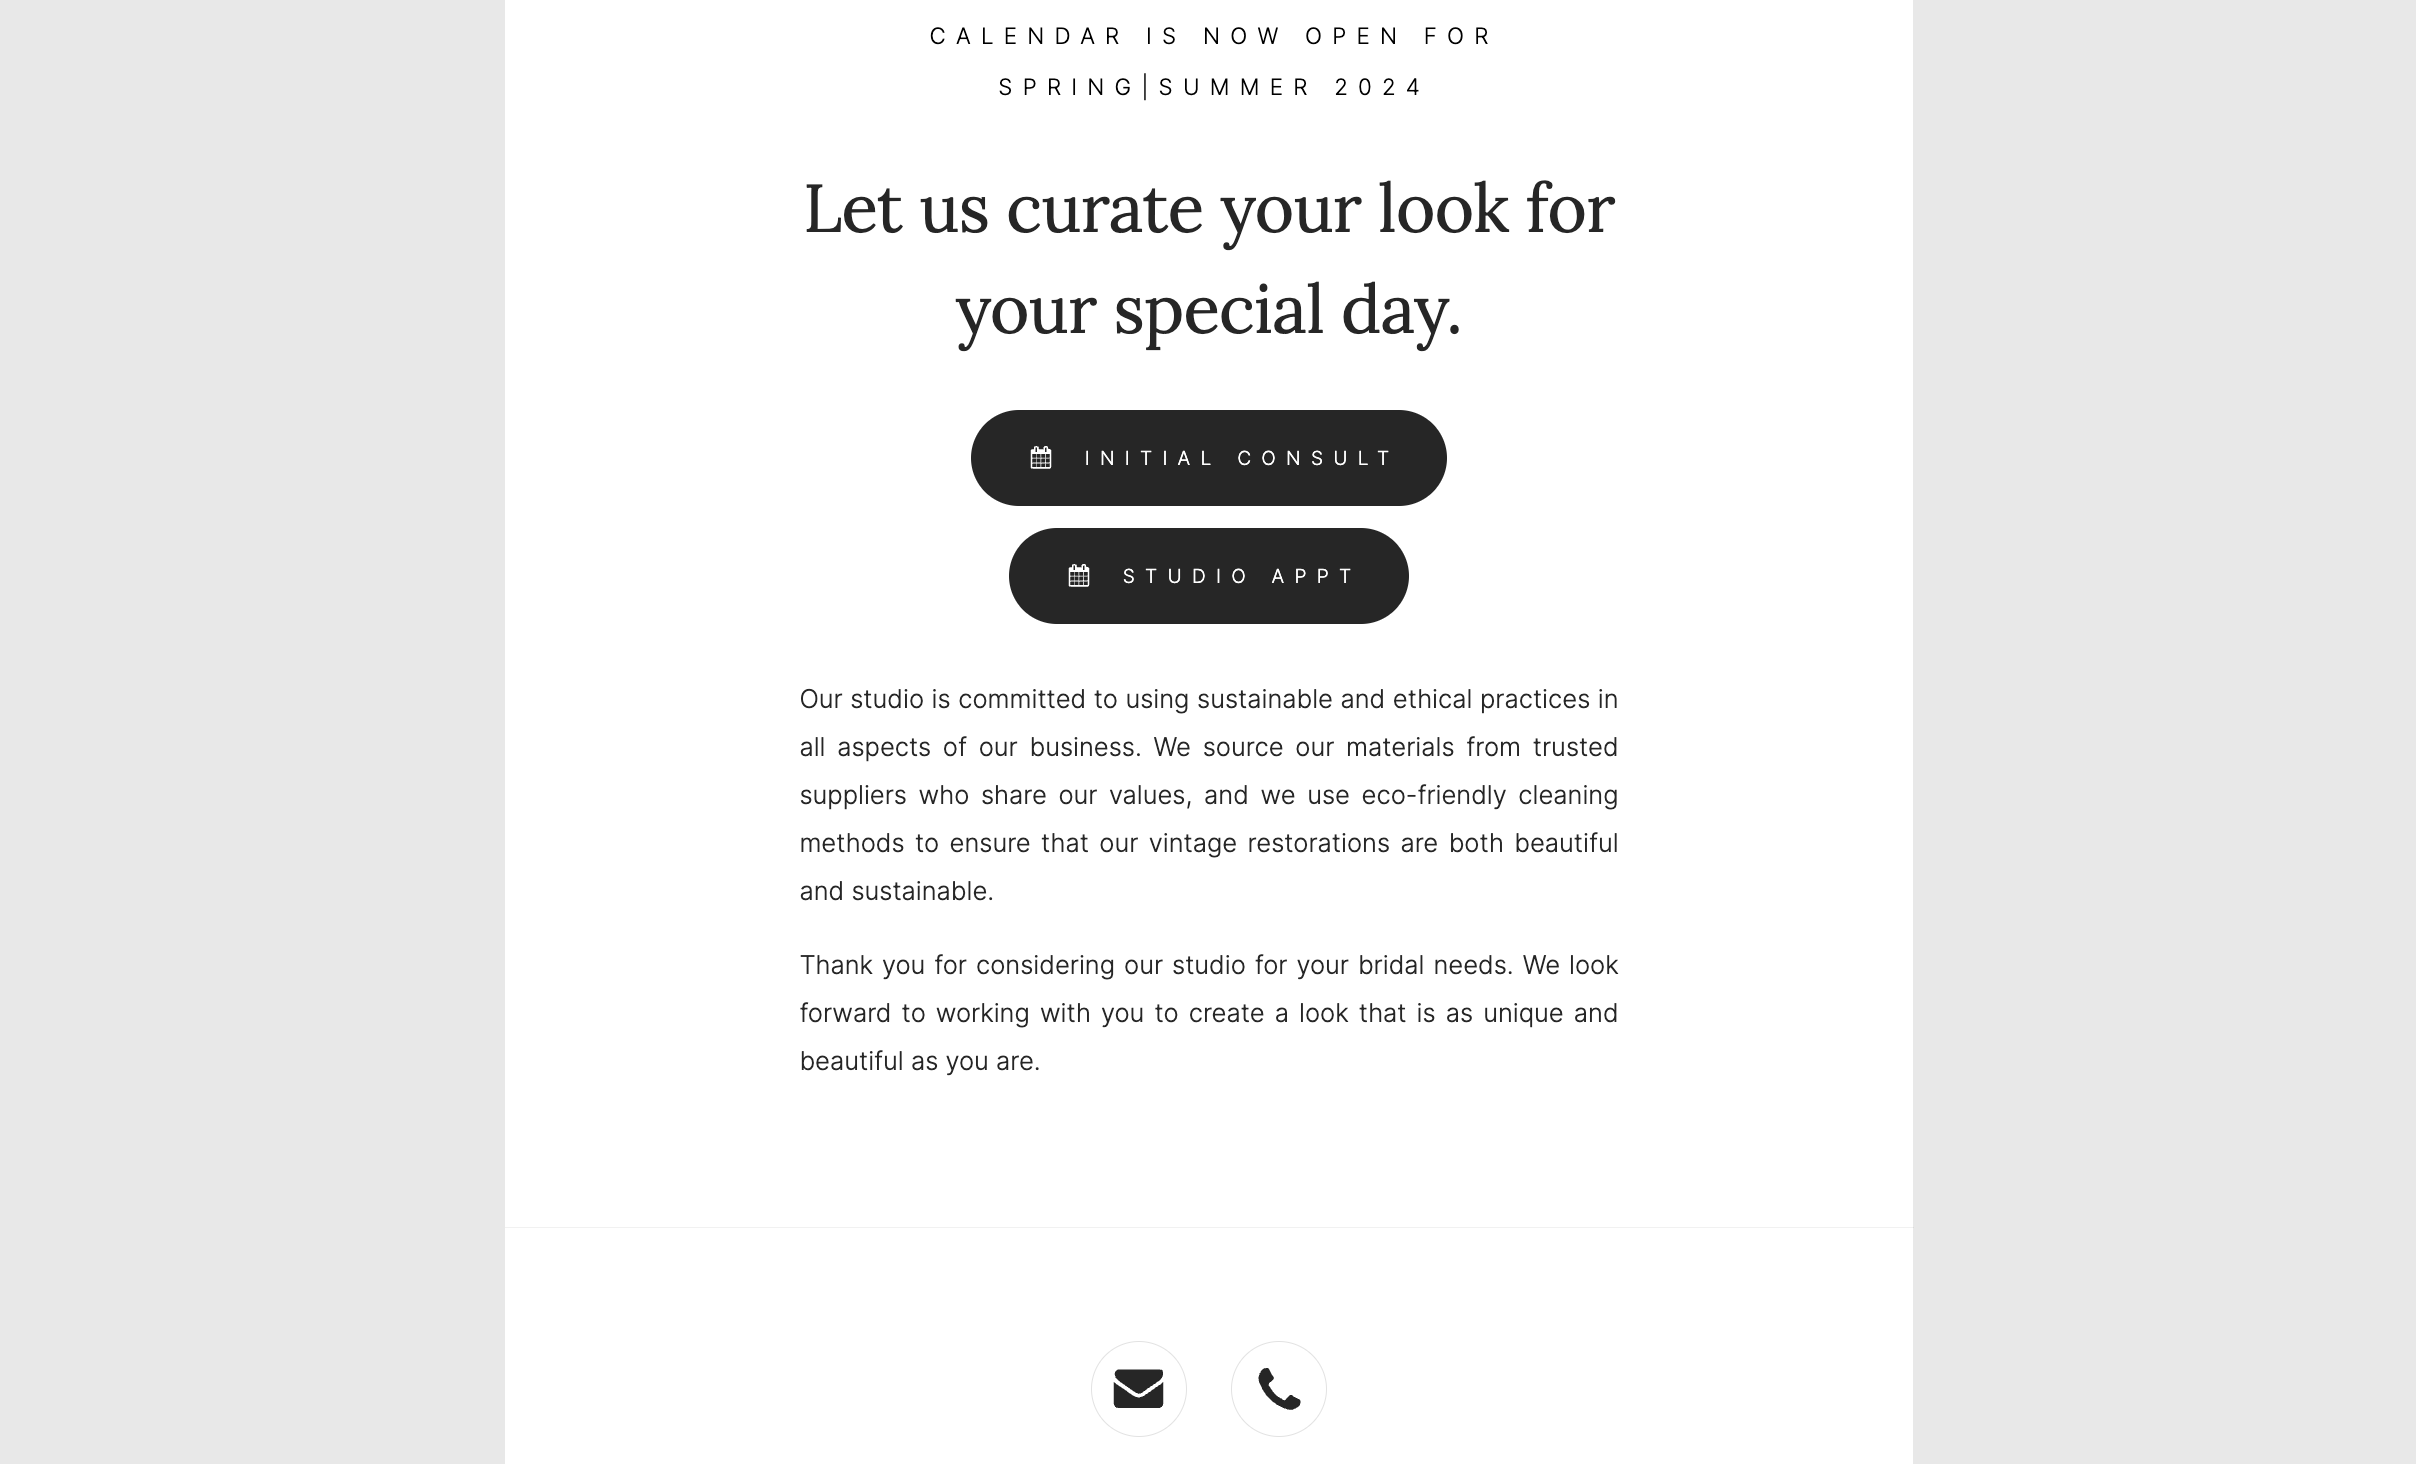 CALENDAR IS NOW OPEN FOR
SPRING|SUMMER 2024
Let us curate your look for
your special day.
INITIAL CONSULT
STUDIO APPT
Our studio is committed to using sustainable and ethical practices in
all aspects of our business. We source our materials from trusted
suppliers who share our values, and we use eco-friendly cleaning
methods to ensure that our vintage restorations are both beautiful
and sustainable.
Thank you for considering our studio for your bridal needs. We look
forward to working with you to create a look that is as unique and
beautiful as you are.